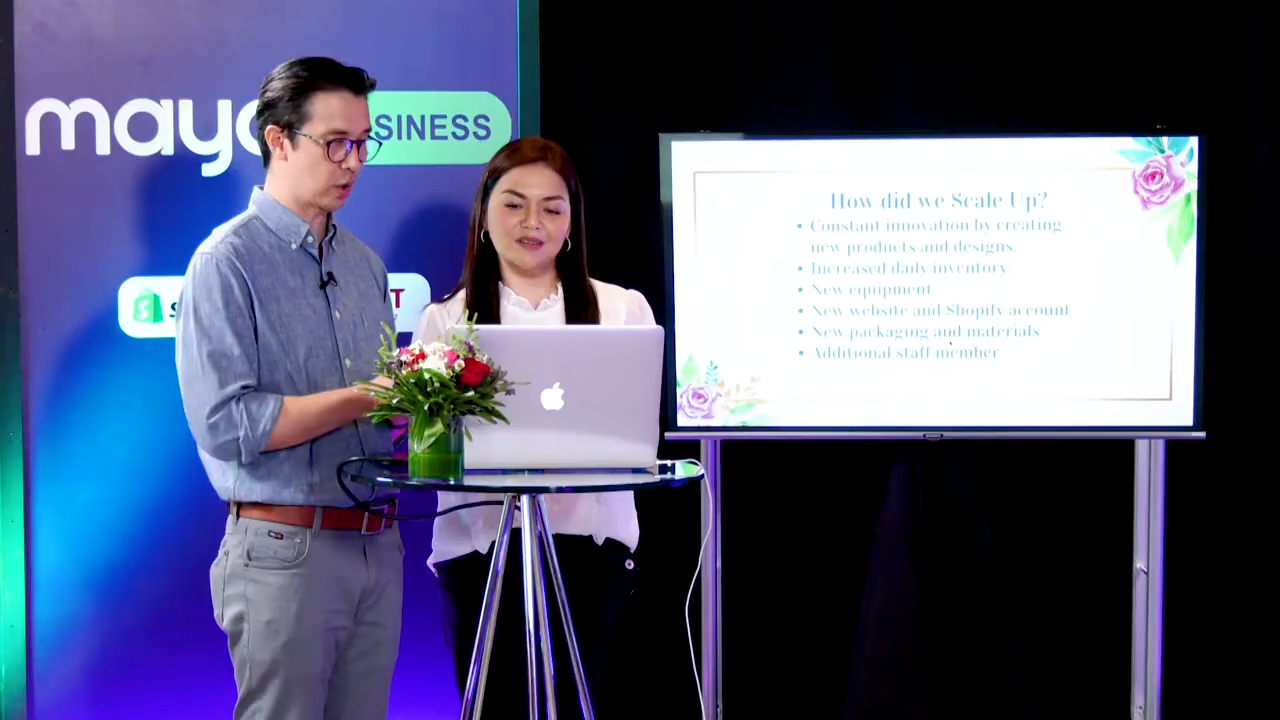 maya
SINESS
S
T
How did we Scale Up?
• Constant innovation by creating
new products and designs.
• Increased daily inventory
• New equipment
• New website and Shopify account
• New packaging and materials
• Additional staff member